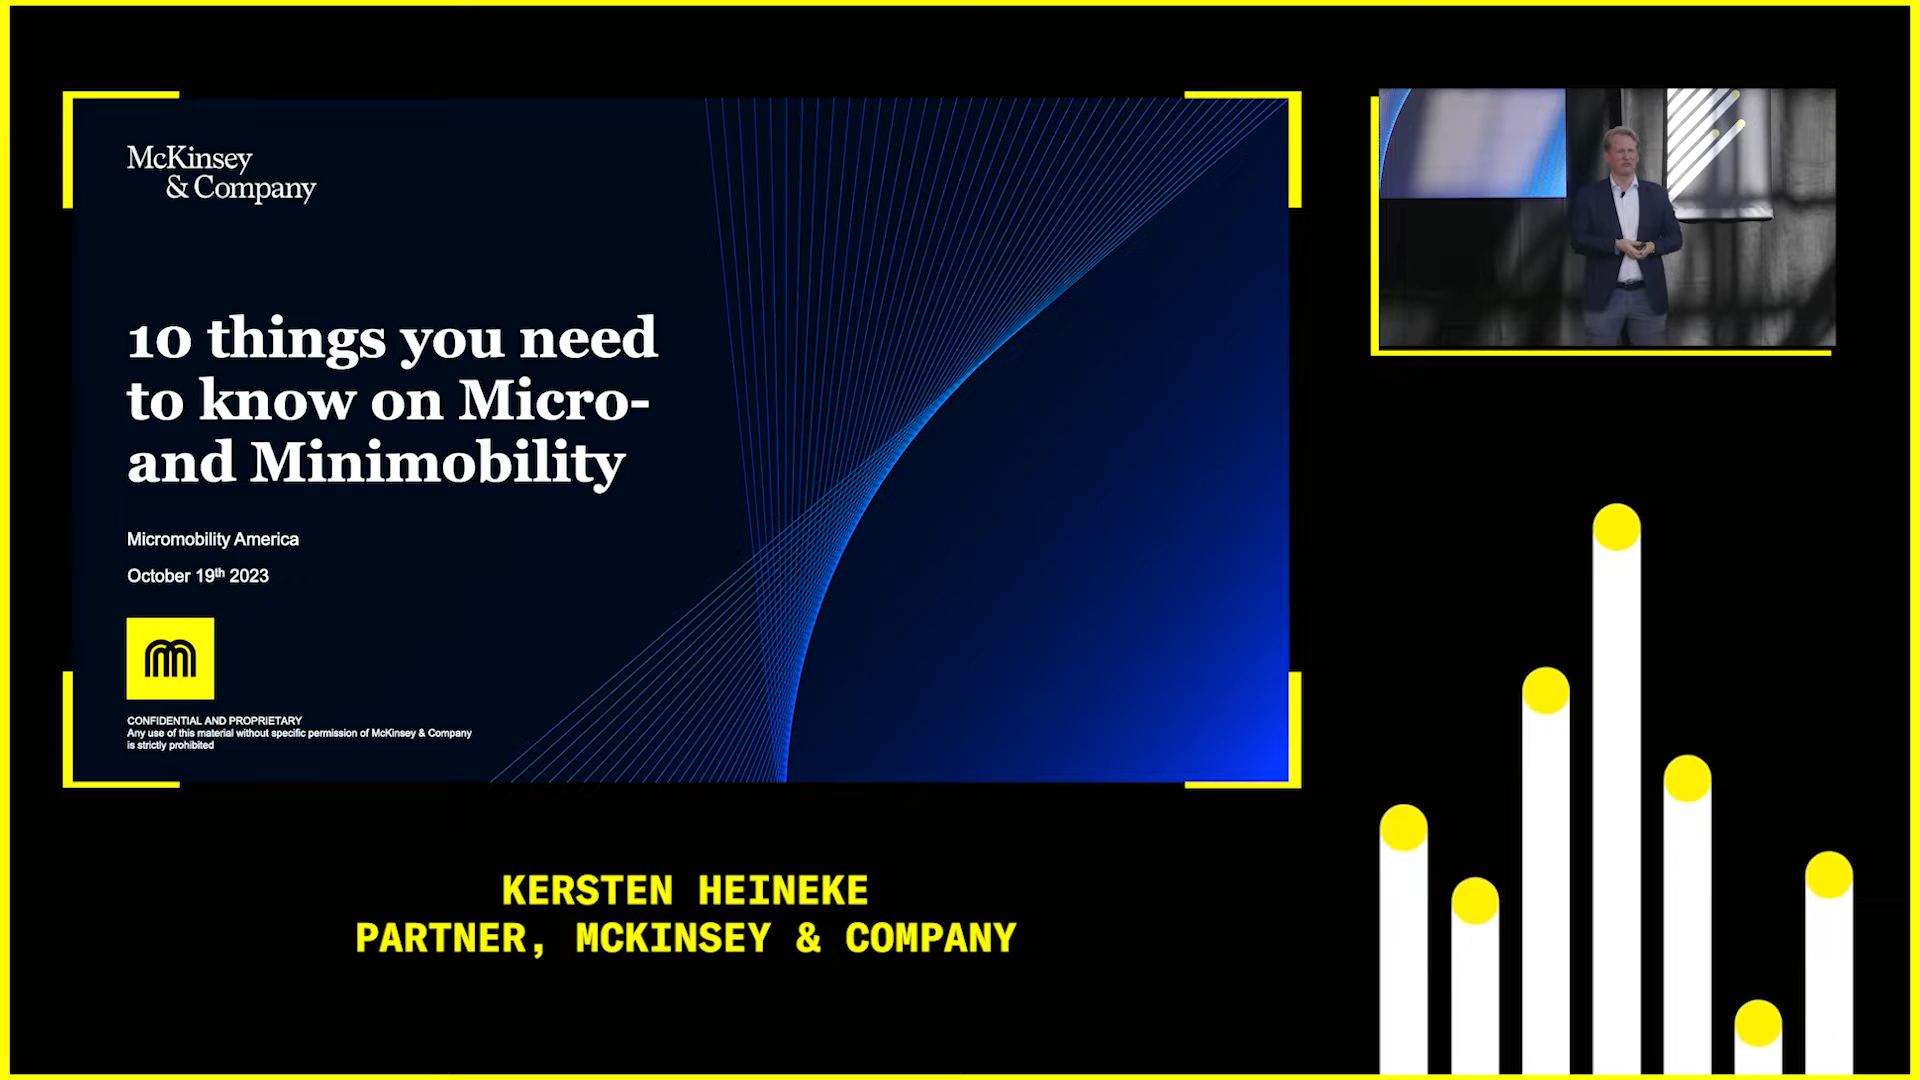 McKinsey
& Company
10 things you need
to know on Micro-
and Minimobility
Micromobility America
October 19th 2023
CONFIDENTIAL AND PROPRIETARY
Any use of this material without specific permission of McKinsey & Company
is strictly prohibited
KERSTEN HEINEKE
PARTNER, MCKINSEY & COMPANY